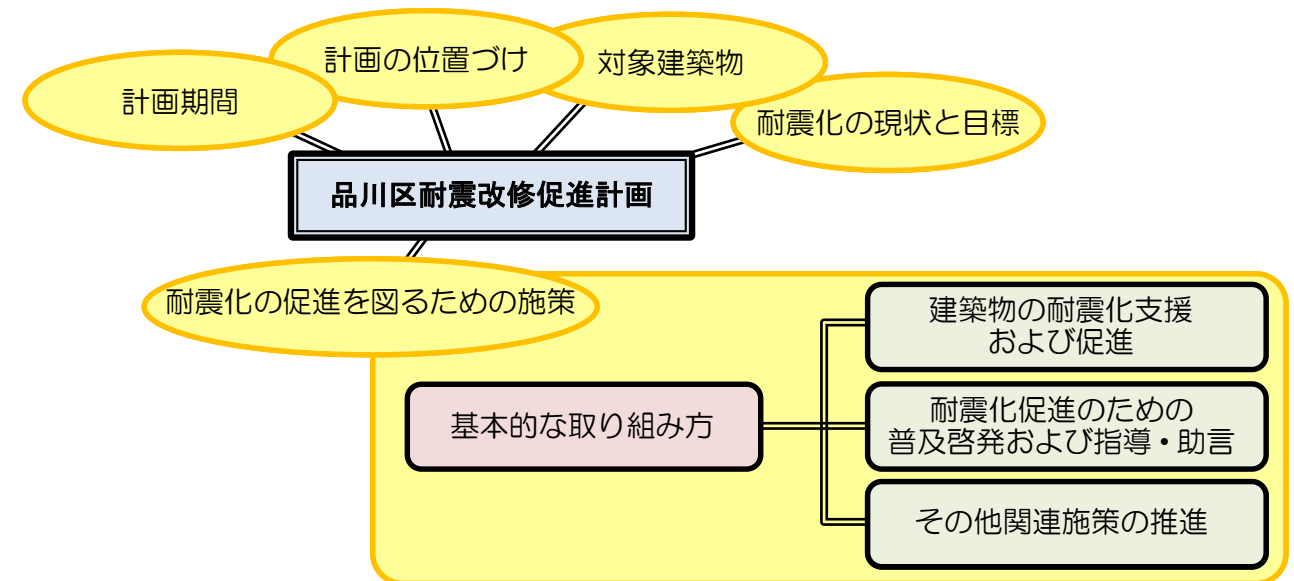 計画の位置づけ
対象建築物
計画期間
耐震化の現状と目標
品川区耐震改修促進計画
耐震化の促進を図るための施策
建築物の耐震化支援
および促進
基本的な取り組み方
耐震化促進のための
普及啓発および指導・助言
その他関連施策の推進